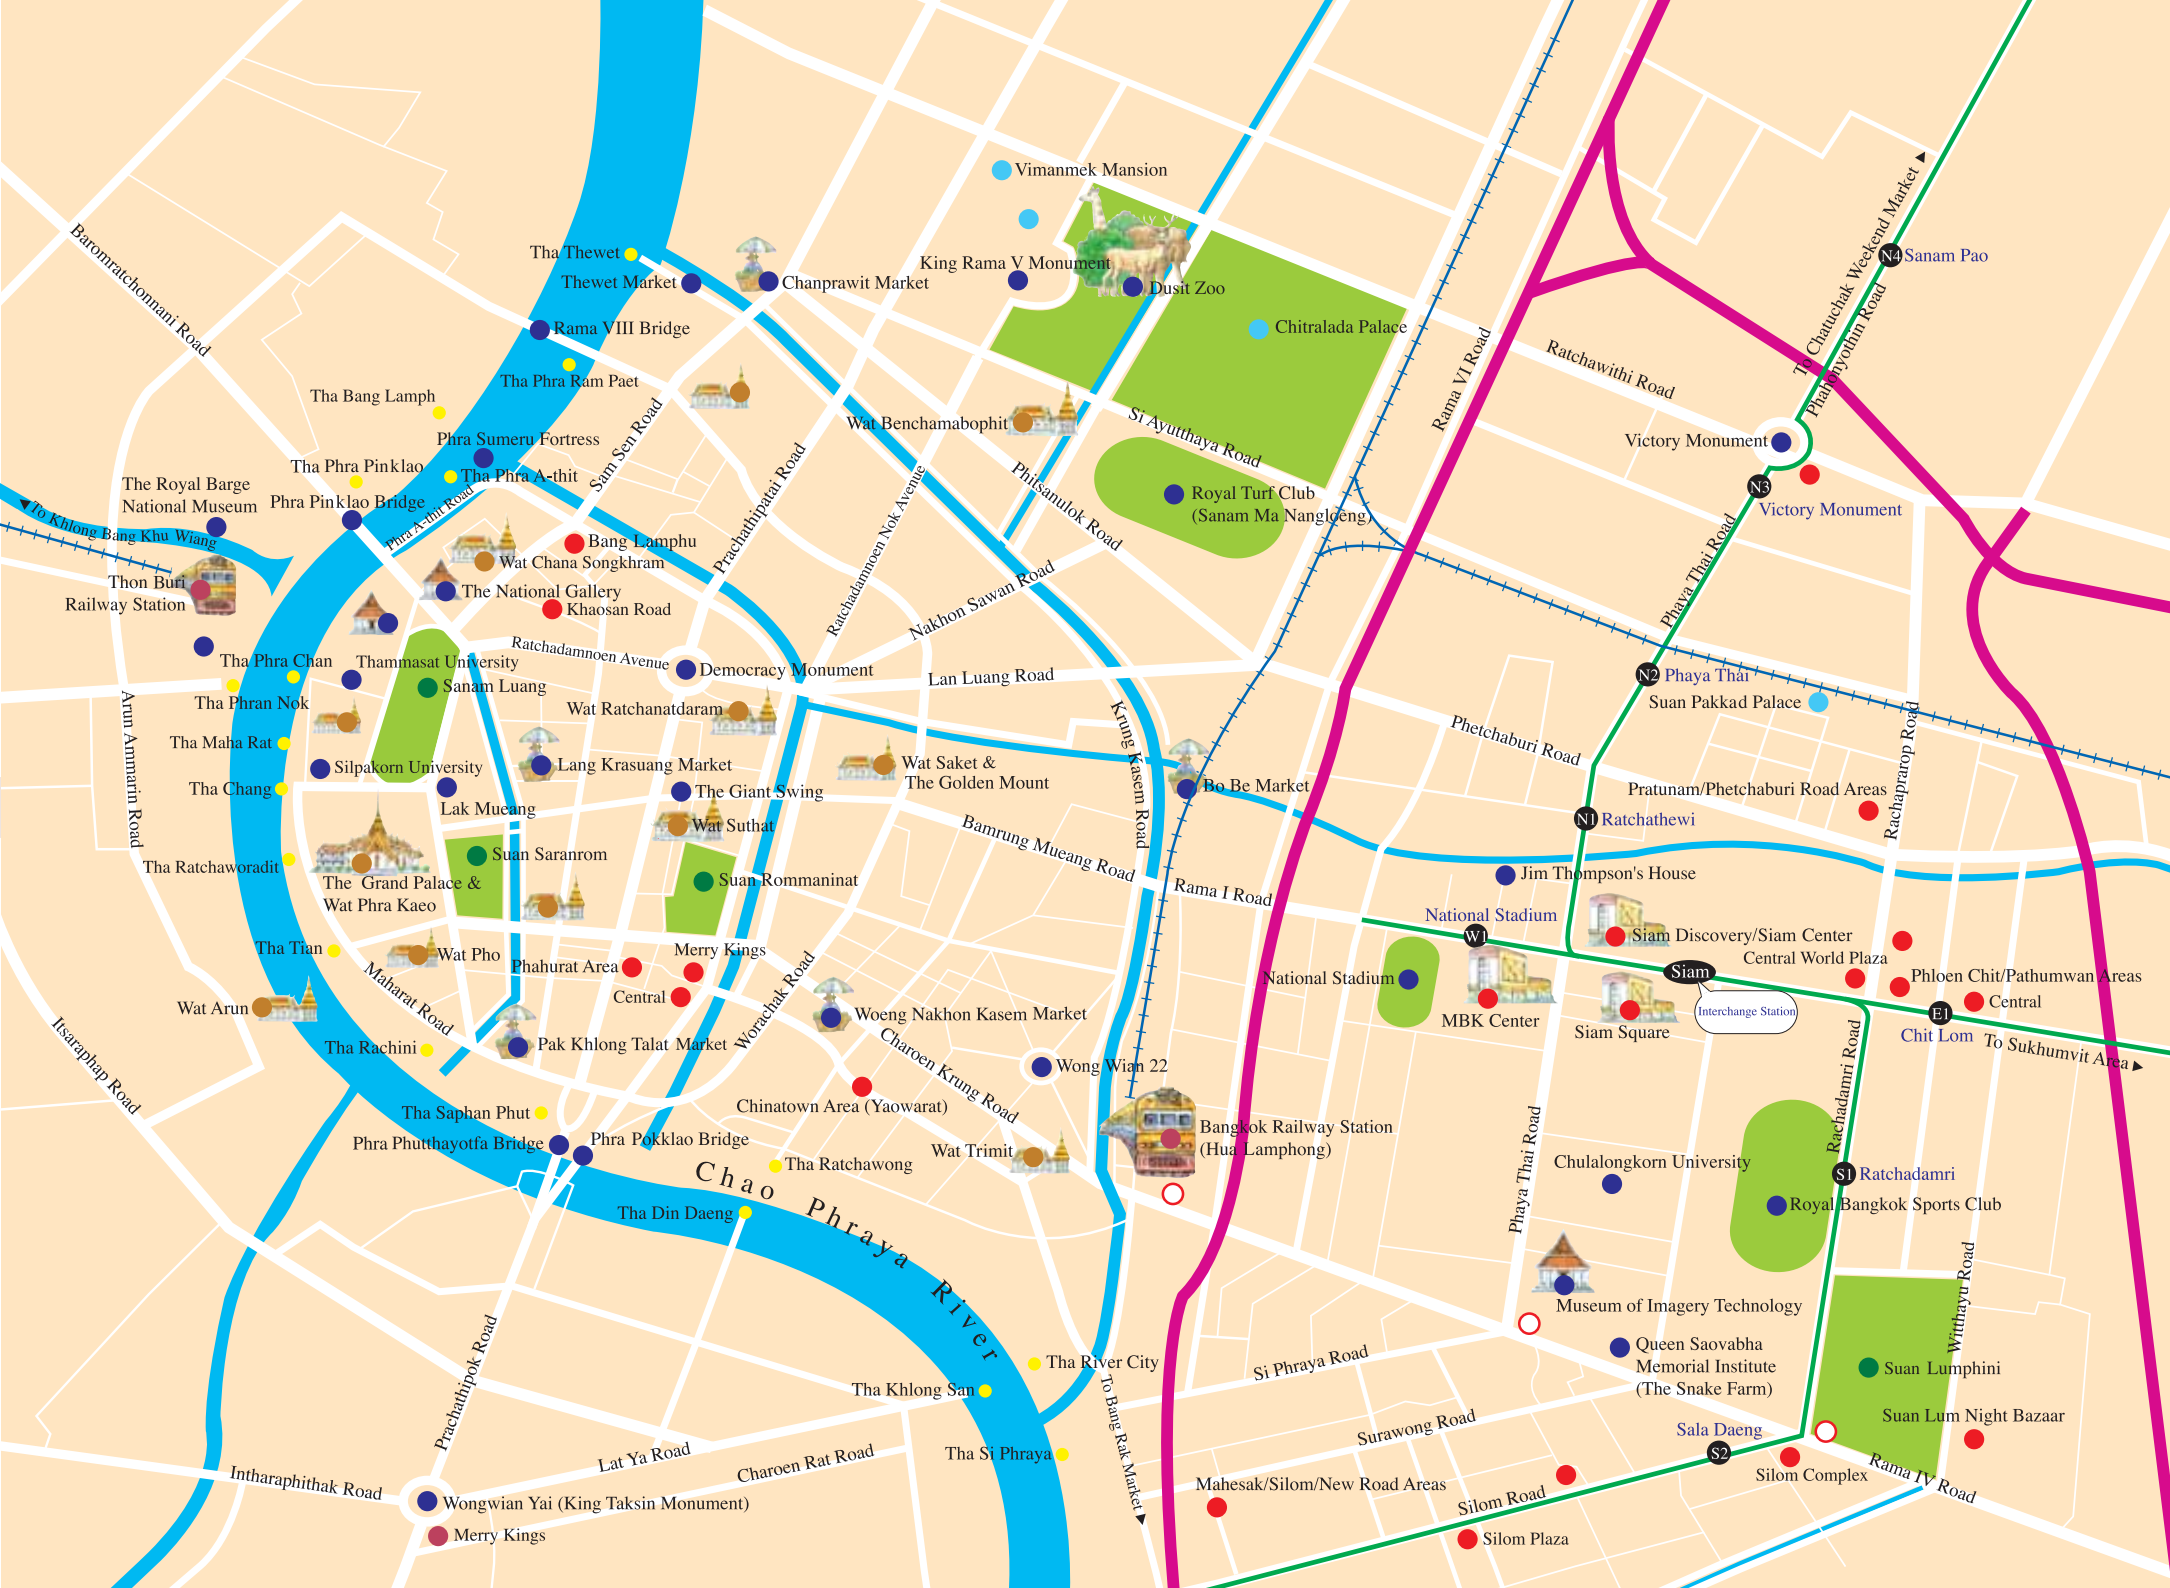 Vimanmek Mansion
Tha Thewet
Thewet Market
Chanprawit Market
King Rama V Monument
Dusit Zoo
To Chatuchak Weekend Market
Phahonyothin Road
N4
Sanam Pao
Baromratchonnani Road
Rama VIII Bridge
Chitralada Palace
Rama VI Road
Ratchawithi Road
Tha Phra Ram Paet
Tha Bang Lamph
Sam Sen Road
Wat Benchamabophit
Si Ayutthaya Road
Victory Monument
Phra Sumeru Fortress
Tha Phra Pinklao
Tha Phra A-thit
Phra A-thit Road
Prachathipatai Road
Ratchadamnoen Nok Avenue
Phitsanulok Road
N3
Victory Monument
The Royal Barge
National Museum
Phra Pinklao Bridge
Royal Turf Club
(Sanam Ma Nangloeng)
To Khlong Bang Khu Wiang
Bang Lamphu
Wat Chana Songkhram
Phaya Thai Road
Thon Buri
Railway Station
The National Gallery
Khaosan Road
Nakhon Sawan Road
Ratchadamnoen Avenue
Tha Phra Chan
Thammasat University
Democracy Monument
Lan Luang Road
N2
Phaya Thai
Sanam Luang
Tha Phran Nok
Wat Ratchanatdaram
Suan Pakkad Palace
Arun Ammarin Road
Tha Maha Rat
Krung Kasem Road
Phetchaburi Road
Rachaprarop Road
Silpakorn University
Lang Krasuang Market
Wat Saket &
The Golden Mount
Tha Chang
Lak Mueang
The Giant Swing
Bo Be Market
Pratunam/Phetchaburi Road Areas
Wat Suthat
Bamrung Mueang Road
N1
Ratchathewi
Tha Ratchaworadit
Suan Saranrom
The Grand Palace &
Wat Phra Kaeo
Suan Rommaninat
Rama I Road
Jim Thompson's House
National Stadium
W1
Siam Discovery/Siam Center
Tha Tian
Wat Pho
Merry Kings
Phahurat Area
Central World Plaza
Maharat Road
Worachak Road
National Stadium
Siam
Phloen Chit/Pathumwan Areas
Central
Central
Wat Arun
Woeng Nakhon Kasem Market
MBK Center
Siam Square
Interchange Station
E1
Chit Lom
To Sukhumvit Area
Itsaraphap Road
Tha Rachini
Pak Khlong Talat Market
Charoen Krung Road
Wong Wian 22
Rachadamri Road
Tha Saphan Phut
Chinatown Area (Yaowarat)
Phra Phutthayotfa Bridge
Phra Pokklao Bridge
Wat Trimit
Bangkok Railway Station
(Hua Lamphong)
Phaya Thai Road
Chulalongkorn University
Tha Ratchawong
S1
Ratchadamri
Chao Phraya River
Tha Din Daeng
Royal Bangkok Sports Club
Museum of Imagery Technology
Witthayu Road
Prachathipok Road
Queen Saovabha
Memorial Institute
(The Snake Farm)
Tha River City
Si Phraya Road
Suan Lumphini
Tha Khlong San
To Bang Rak Market
Surawong Road
Sala Daeng
S2
Suan Lum Night Bazaar
Tha Si Phraya
Lat Ya Road
Charoen Rat Road
Intharaphithak Road
Mahesak/Silom/New Road Areas
Silom Complex
Rama IV Road
Wongwian Yai (King Taksin Monument)
Silom Road
Merry Kings
Silom Plaza